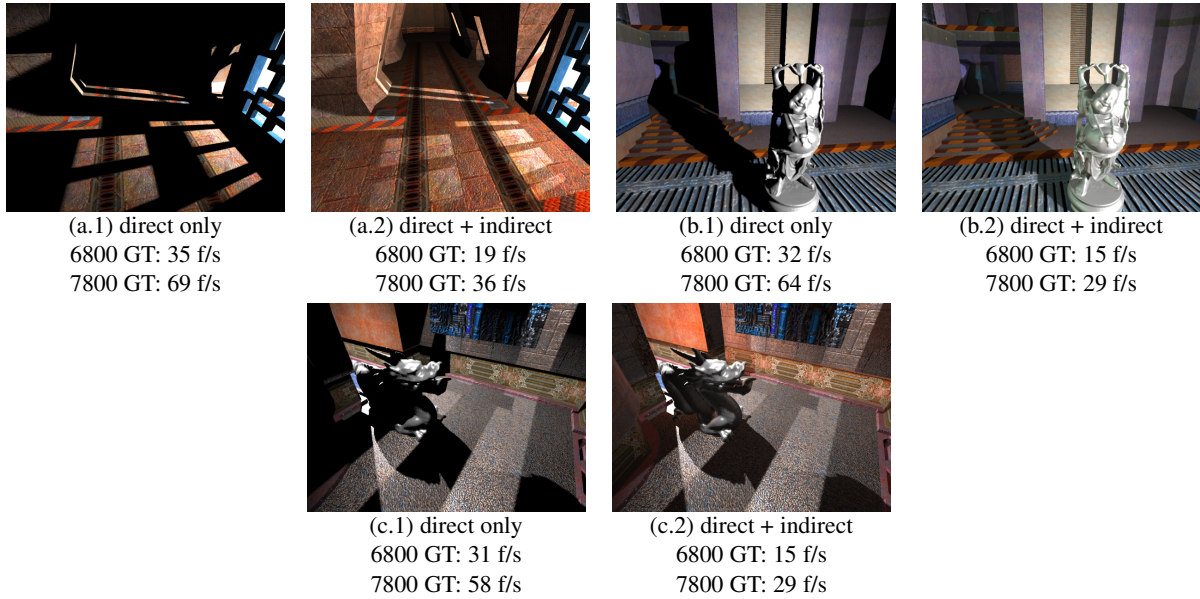 (a.1) direct only
6800 GT: 35 f/s
7800 GT: 69 f/s
(a.2) direct + indirect
6800 GT: 19 f/s
7800 GT: 36 f/s
(b.1) direct only
6800 GT: 32 f/s
7800 GT: 64 f/s
(b.2) direct + indirect
6800 GT: 15 f/s
7800 GT: 29 f/s
(c.1) direct only
6800 GT: 31 f/s
7800 GT: 58 f/s
(c.2) direct + indirect
6800 GT: 15 f/s
7800 GT: 29 f/s